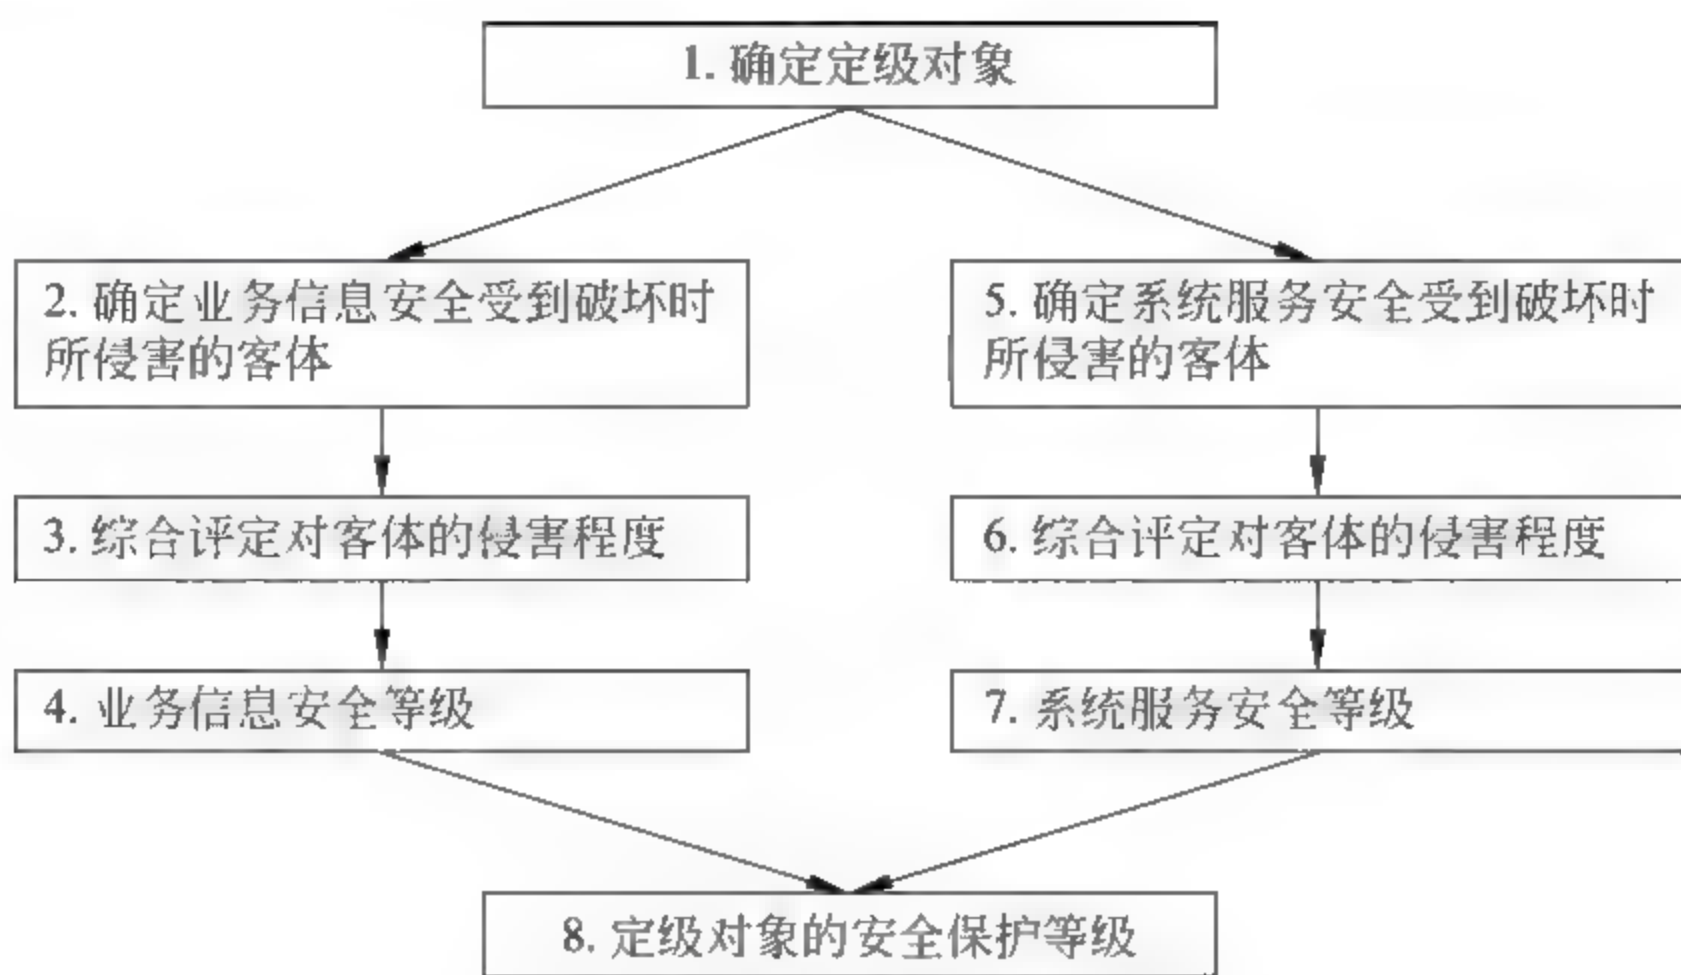 1. 确定定级对象
2. 确定业务信息安全受到破坏时
所侵害的客体
5. 确定系统服务安全受到破坏时
所侵害的客体
3. 综合评定对客体的侵害程度
6. 综合评定对客体的侵害程度
4. 业务信息安全等级
7. 系统服务安全等级
8. 定级对象的安全保护等级